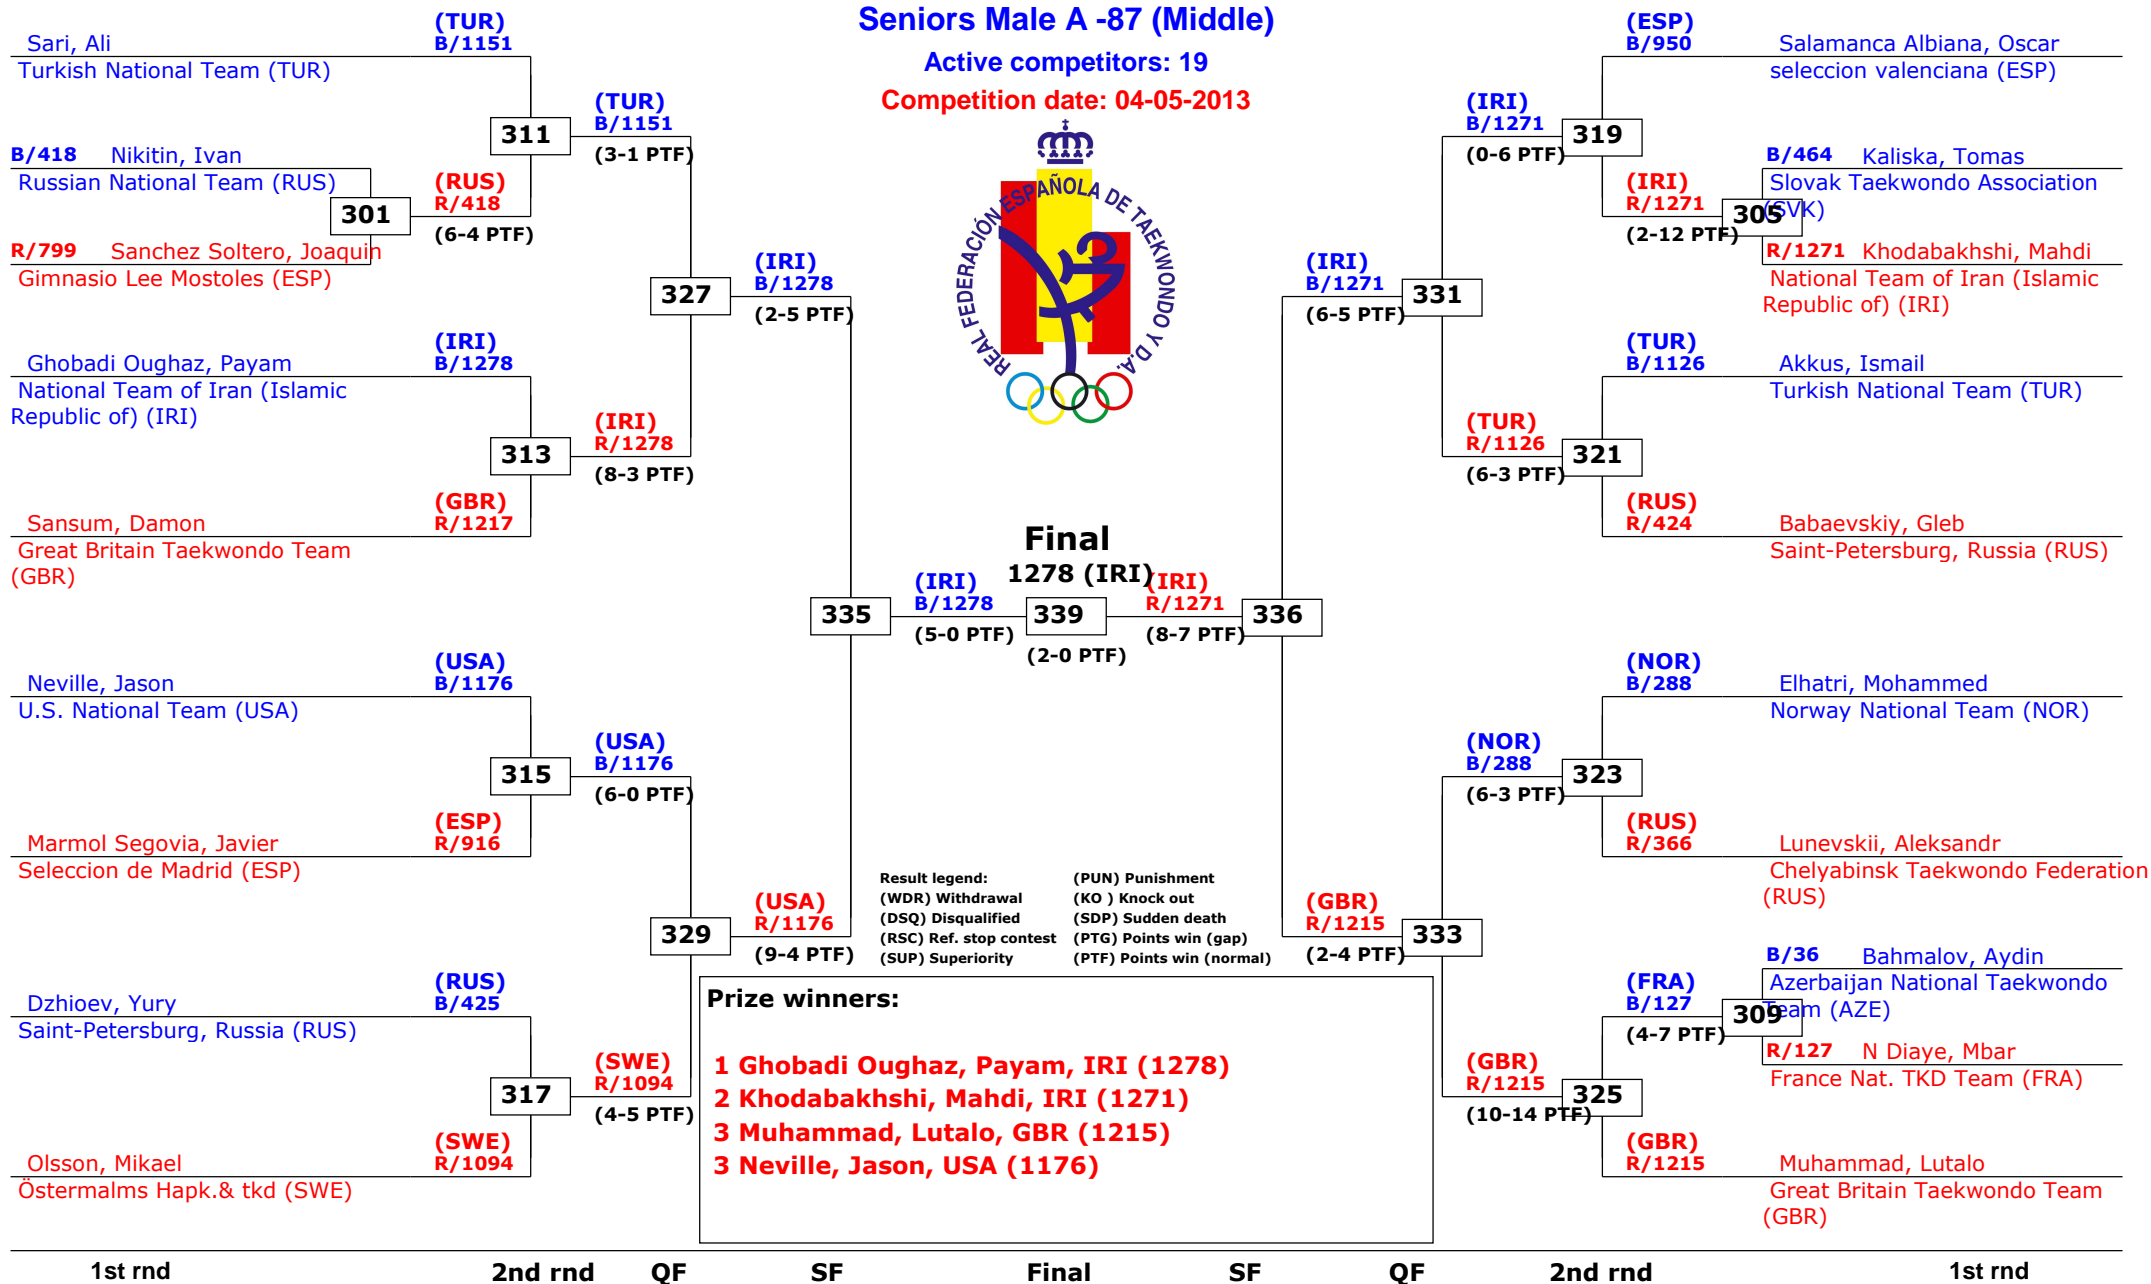 Seniors Male A -87 (Middle)
Active competitors: 19
Competition date: 04-05-2013
REAL FEDERACIÓN ESPAÑOLA DE TAEKWONDO Y D.A.
(TUR)
B/1151
Sari, Ali
Turkish National Team (TUR)
B/418 Nikitin, Ivan
Russian National Team (RUS)
301
R/799 Sanchez Soltero, Joaquin
Gimnasio Lee Mostoles (ESP)
(RUS)
R/418
(6-4 PTF)
311
(TUR)
B/1151
(3-1 PTF)
(IRI)
B/1278
Ghobadi Oughaz, Payam
National Team of Iran (Islamic
Republic of) (IRI)
313
(IRI)
R/1278
(8-3 PTF)
(GBR)
R/1217
Sansum, Damon
Great Britain Taekwondo Team
(GBR)
327
(IRI)
B/1278
(2-5 PTF)
(USA)
B/1176
Neville, Jason
U.S. National Team (USA)
315
(USA)
B/1176
(6-0 PTF)
(ESP)
R/916
Marmol Segovia, Javier
Seleccion de Madrid (ESP)
329
(USA)
R/1176
(9-4 PTF)
(RUS)
B/425
Dzhioev, Yury
Saint-Petersburg, Russia (RUS)
317
(SWE)
R/1094
(4-5 PTF)
(SWE)
R/1094
Olsson, Mikael
Östermalms Hapk.& tkd (SWE)
335
(IRI)
B/1278
(5-0 PTF)
Final
1278 (IRI)
339
(2-0 PTF)
(IRI)
R/1271
(8-7 PTF)
336
(ESP)
B/950
Salamanca Albiana, Oscar
seleccion valenciana (ESP)
(IRI)
B/1271
(0-6 PTF)
319
B/464 Kaliska, Tomas
Slovak Taekwondo Association
(SVK)
(IRI)
R/1271
(2-12 PTF)
305
R/1271 Khodabakhshi, Mahdi
National Team of Iran (Islamic
Republic of) (IRI)
(IRI)
B/1271
(6-5 PTF)
331
(TUR)
B/1126
Akkus, Ismail
Turkish National Team (TUR)
(TUR)
R/1126
(6-3 PTF)
321
(RUS)
R/424
Babaevskiy, Gleb
Saint-Petersburg, Russia (RUS)
(NOR)
B/288
Elhatri, Mohammed
Norway National Team (NOR)
(NOR)
B/288
(6-3 PTF)
323
(RUS)
R/366
Lunevskii, Aleksandr
Chelyabinsk Taekwondo Federation
(RUS)
(GBR)
R/1215
(2-4 PTF)
333
B/36 Bahmalov, Aydin
Azerbaijan National Taekwondo
Team (AZE)
(FRA)
B/127
(4-7 PTF)
309
R/127 N Diaye, Mbar
France Nat. TKD Team (FRA)
(GBR)
R/1215
(10-14 PTF)
325
(GBR)
R/1215
Muhammad, Lutalo
Great Britain Taekwondo Team
(GBR)
Result legend:
(WDR) Withdrawal
(DSQ) Disqualified
(RSC) Ref. stop contest
(SUP) Superiority
(PUN) Punishment
(KO ) Knock out
(SDP) Sudden death
(PTG) Points win (gap)
(PTF) Points win (normal)
Prize winners:
1 Ghobadi Oughaz, Payam, IRI (1278)
2 Khodabakhshi, Mahdi, IRI (1271)
3 Muhammad, Lutalo, GBR (1215)
3 Neville, Jason, USA (1176)
1st rnd 2nd rnd QF SF Final SF QF 2nd rnd 1st rnd